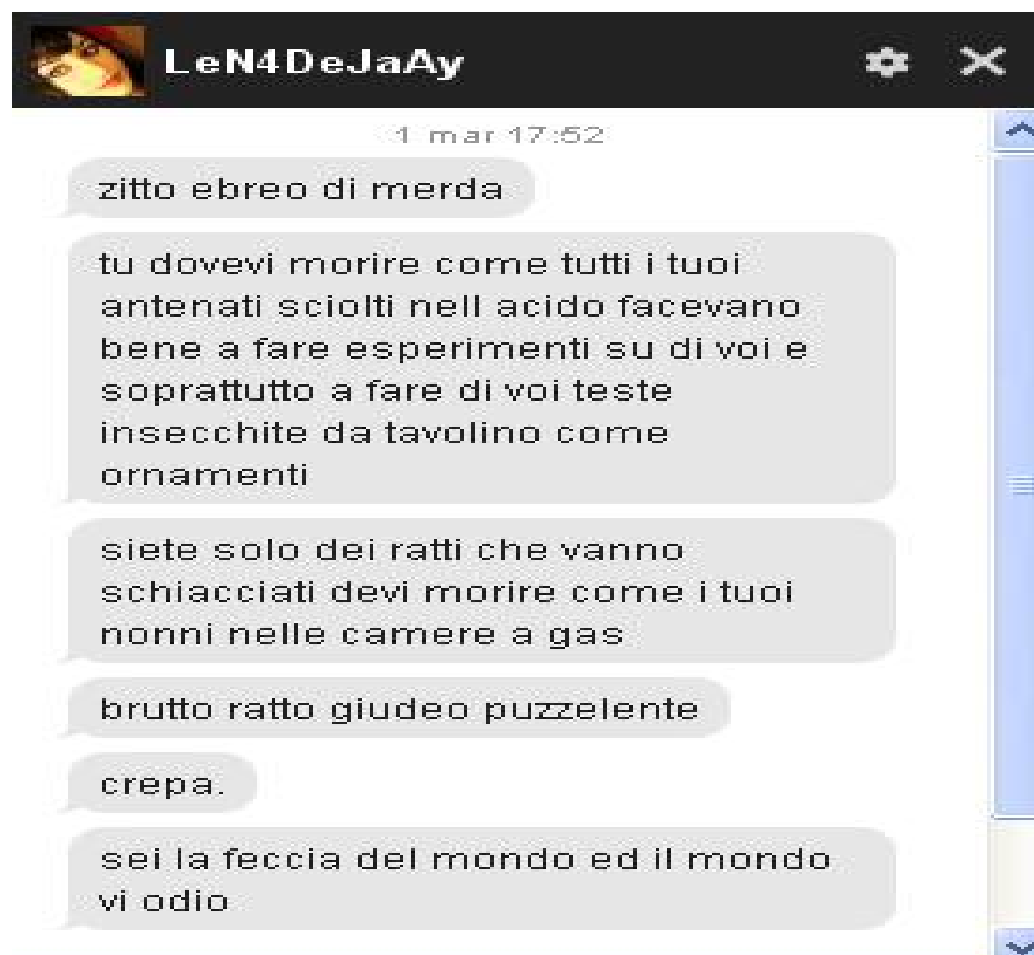 LeN4DeJaAy
1 mar 17:52
zitto ebreo di merda
tu dovevi morire come tutti i tuoi
antenati sciolti nell acido facevano
bene a fare esperimenti su di voi e
soprattutto a fare di voi teste
insecchite da tavolino come
ornamenti
siete solo dei ratti che vanno
schiacciati devi morire come i tuoi
nonni nelle camere a gas
brutto ratto giudeo puzzelente
crepa.
sei la feccia del mondo ed il mondo
vi odio